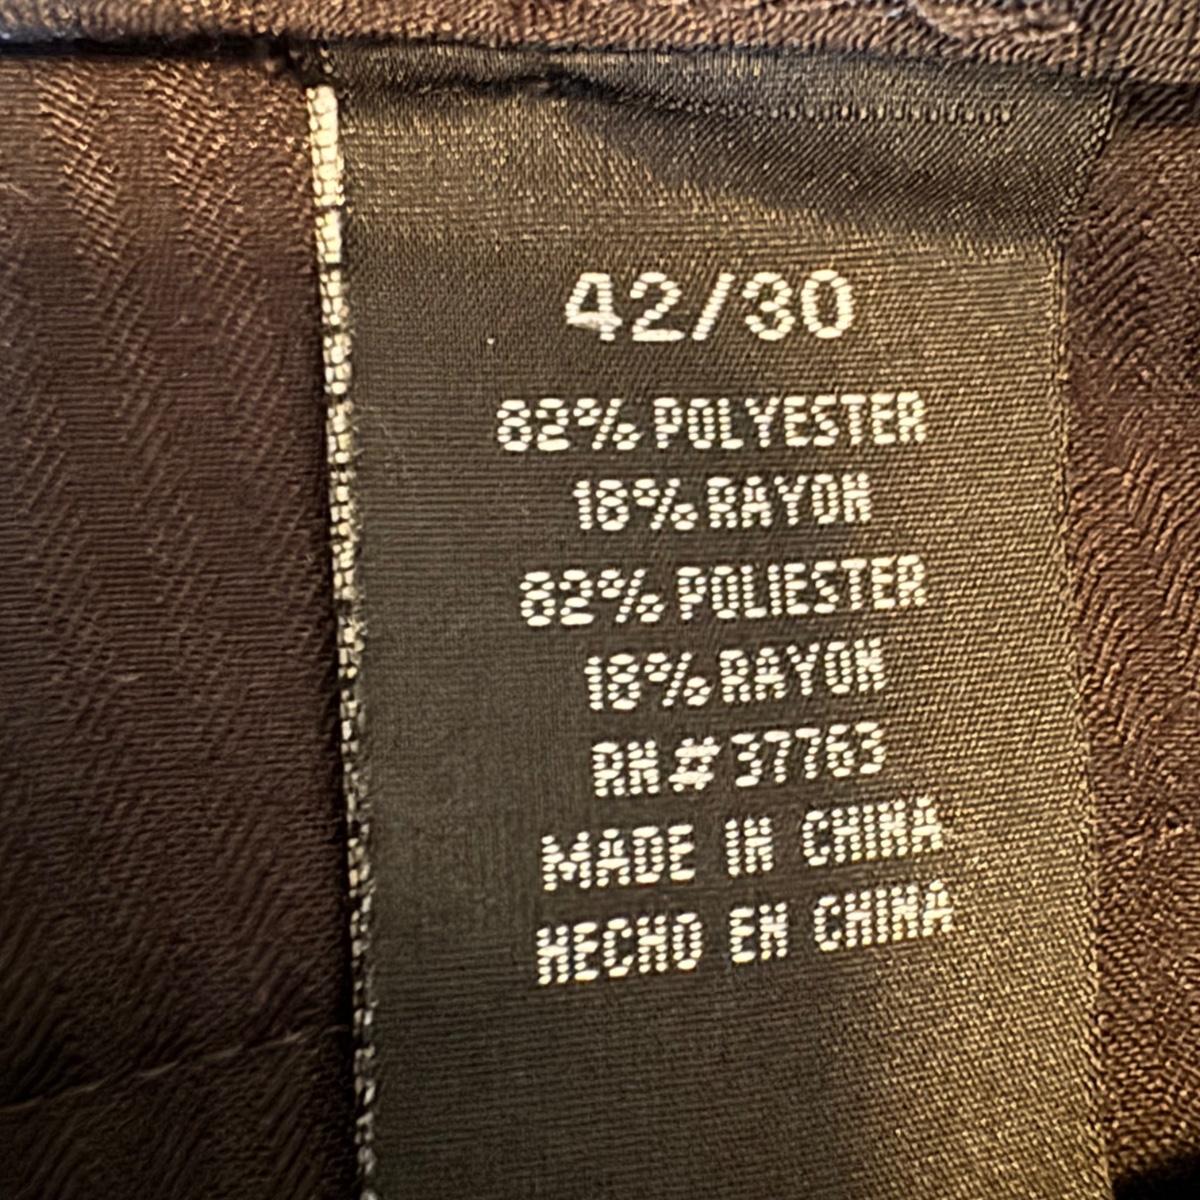 42/30
82% POLYESTER
18% RAYON
82% POLIESTER
18% RAYON
RN# 37763
MADE IN CHINA
HECHO EN CHINA